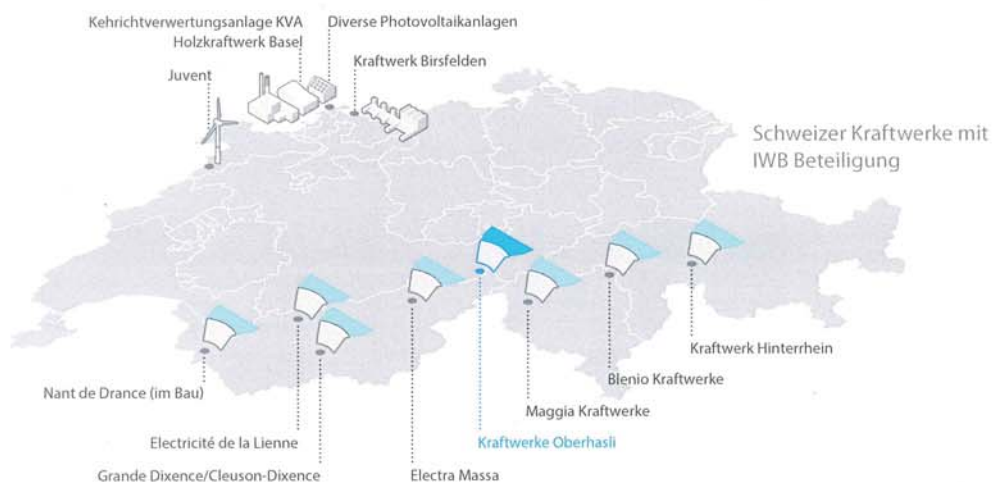 Kehrichtverwertungsanlage KVA
Holzkraftwerk Basel
Diverse Photovoltaikanlagen
Juvent
Kraftwerk Birsfelden
Schweizer Kraftwerke mit
IWB Beteiligung
Nant de Drance (im Bau)
Electricité de la Lienne
Grande Dixence/Cleuson-Dixence
Electra Massa
Kraftwerke Oberhasli
Maggia Kraftwerke
Blenio Kraftwerke
Kraftwerk Hinterrhein